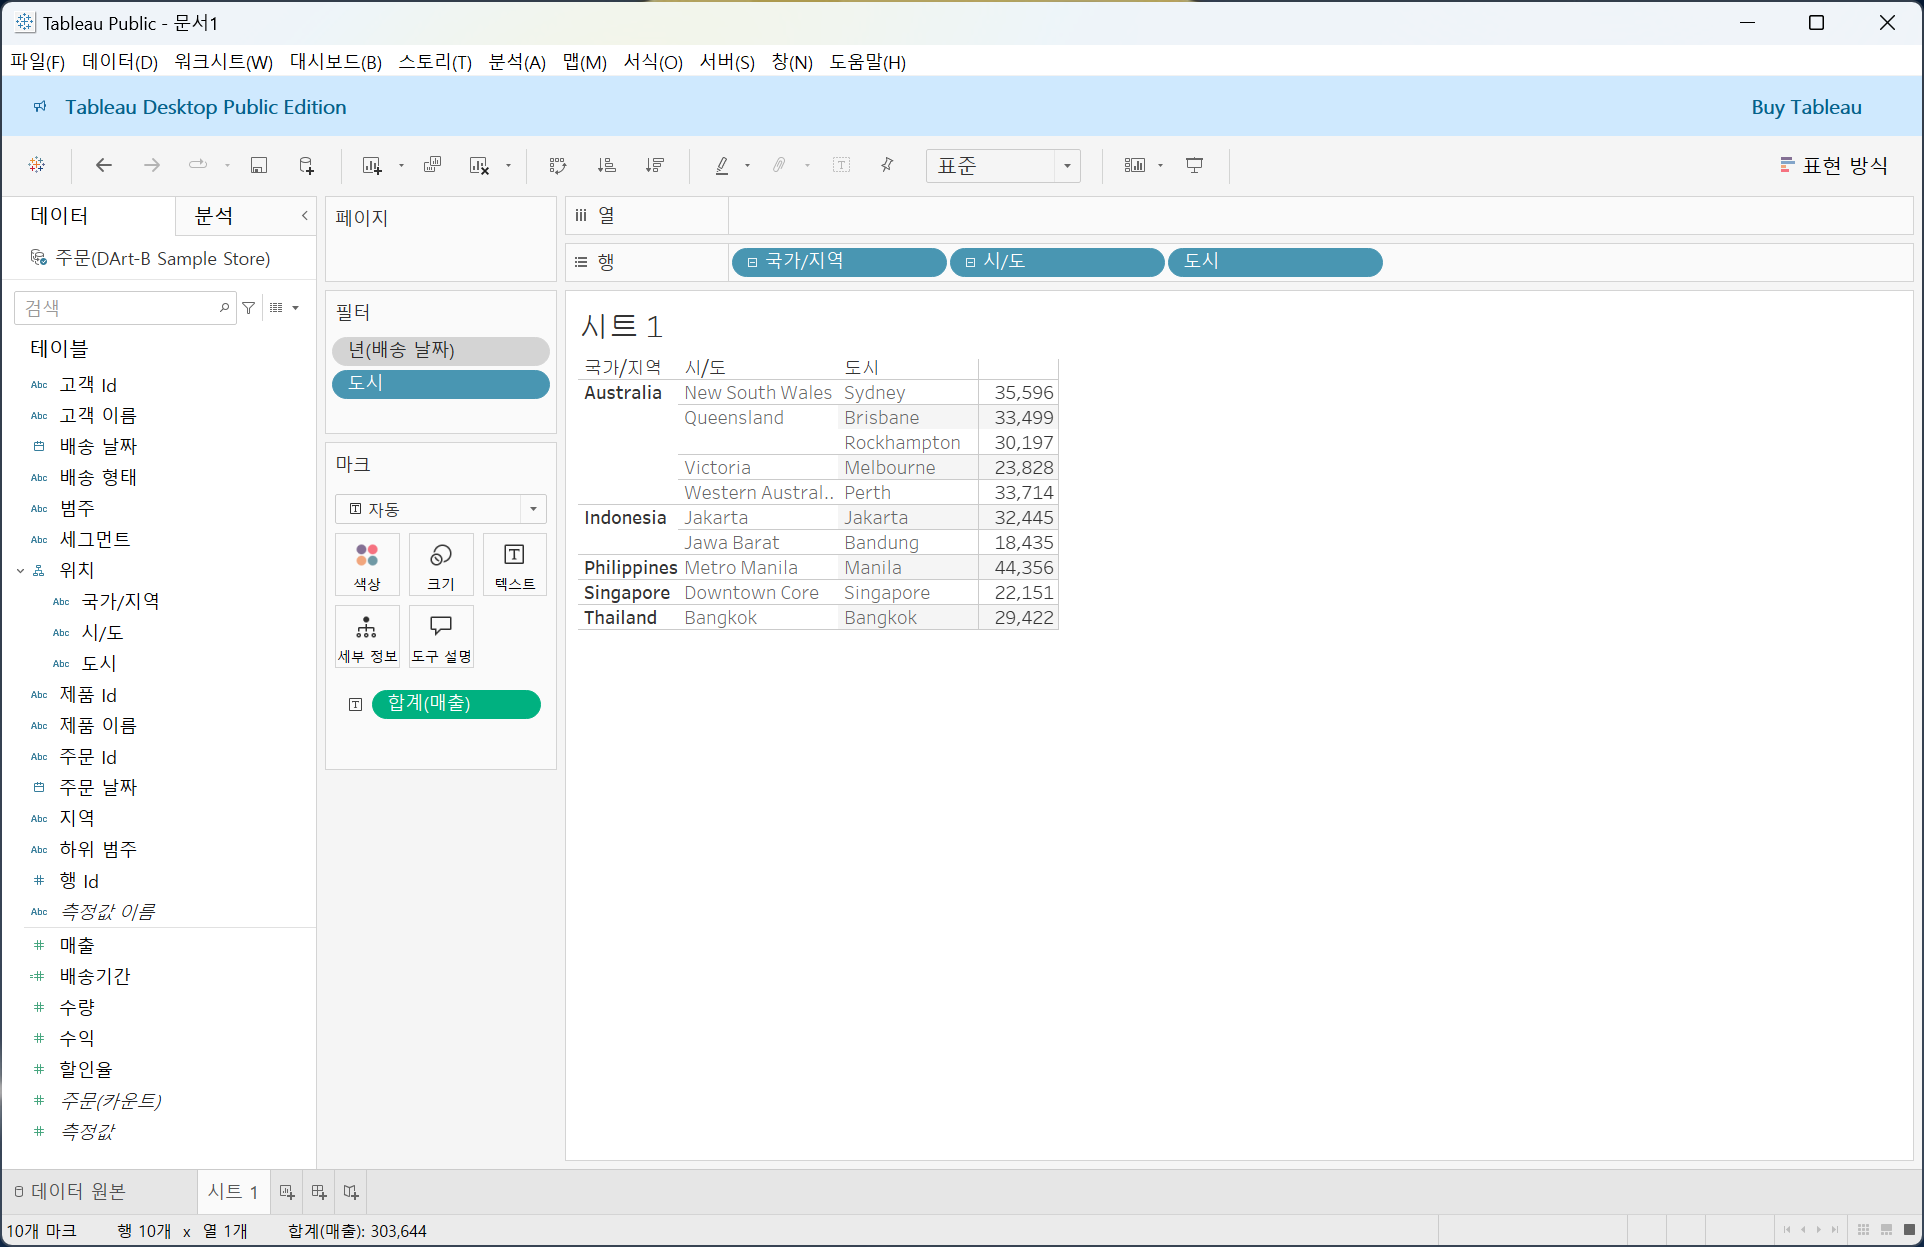 Tableau Public - 문서1
파일(F) 데이터(D) 워크시트(W) 대시보드(B) 스토리(T) 분석(A) 맵(M) 서식(O) 서버(S) 창(N) 도움말(H)
Tableau Desktop Public Edition
Buy Tableau
표준
표현 방식
데이터
분석
주문(DArt-B Sample Store)
검색
테이블
Abc 고객 Id
Abc 고객 이름
배송 날짜
Abc 배송 형태
Abc 범주
Abc 세그먼트
위치
Abc 국가/지역
Abc 시/도
Abc 도시
Abc 제품 Id
Abc 제품 이름
Abc 주문 Id
주문 날짜
Abc 지역
Abc 하위 범주
# 행 Id
Abc 측정값 이름
# 매출
=# 배송기간
# 수량
# 수익
# 할인율
# 주문(카운트)
# 측정값
페이지
필터
년(배송 날짜)
도시
마크
자동
색상 크기 텍스트
세부 정보 도구 설명
합계(매출)
열
행 국가/지역 시/도 도시
시트 1
국가/지역 시/도 도시
Australia New South Wales Sydney 35,596
Queensland Brisbane 33,499
Rockhampton 30,197
Victoria Melbourne 23,828
Western Austral.. Perth 33,714
Indonesia Jakarta Jakarta 32,445
Jawa Barat Bandung 18,435
Philippines Metro Manila Manila 44,356
Singapore Downtown Core Singapore 22,151
Thailand Bangkok Bangkok 29,422
데이터 원본 시트 1
10개 마크 행 10개 x 열 1개 합계(매출): 303,644